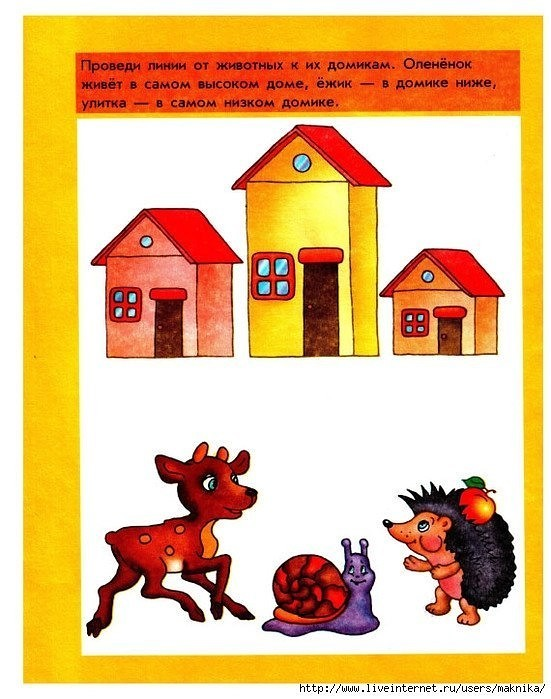 Проведи линии от животных к их домикам. Оленёнок
живёт в самом высоком доме, ёжик — в домике ниже,
улитка — в самом низком домике.
http://www.liveinternet.ru/users/maknika/